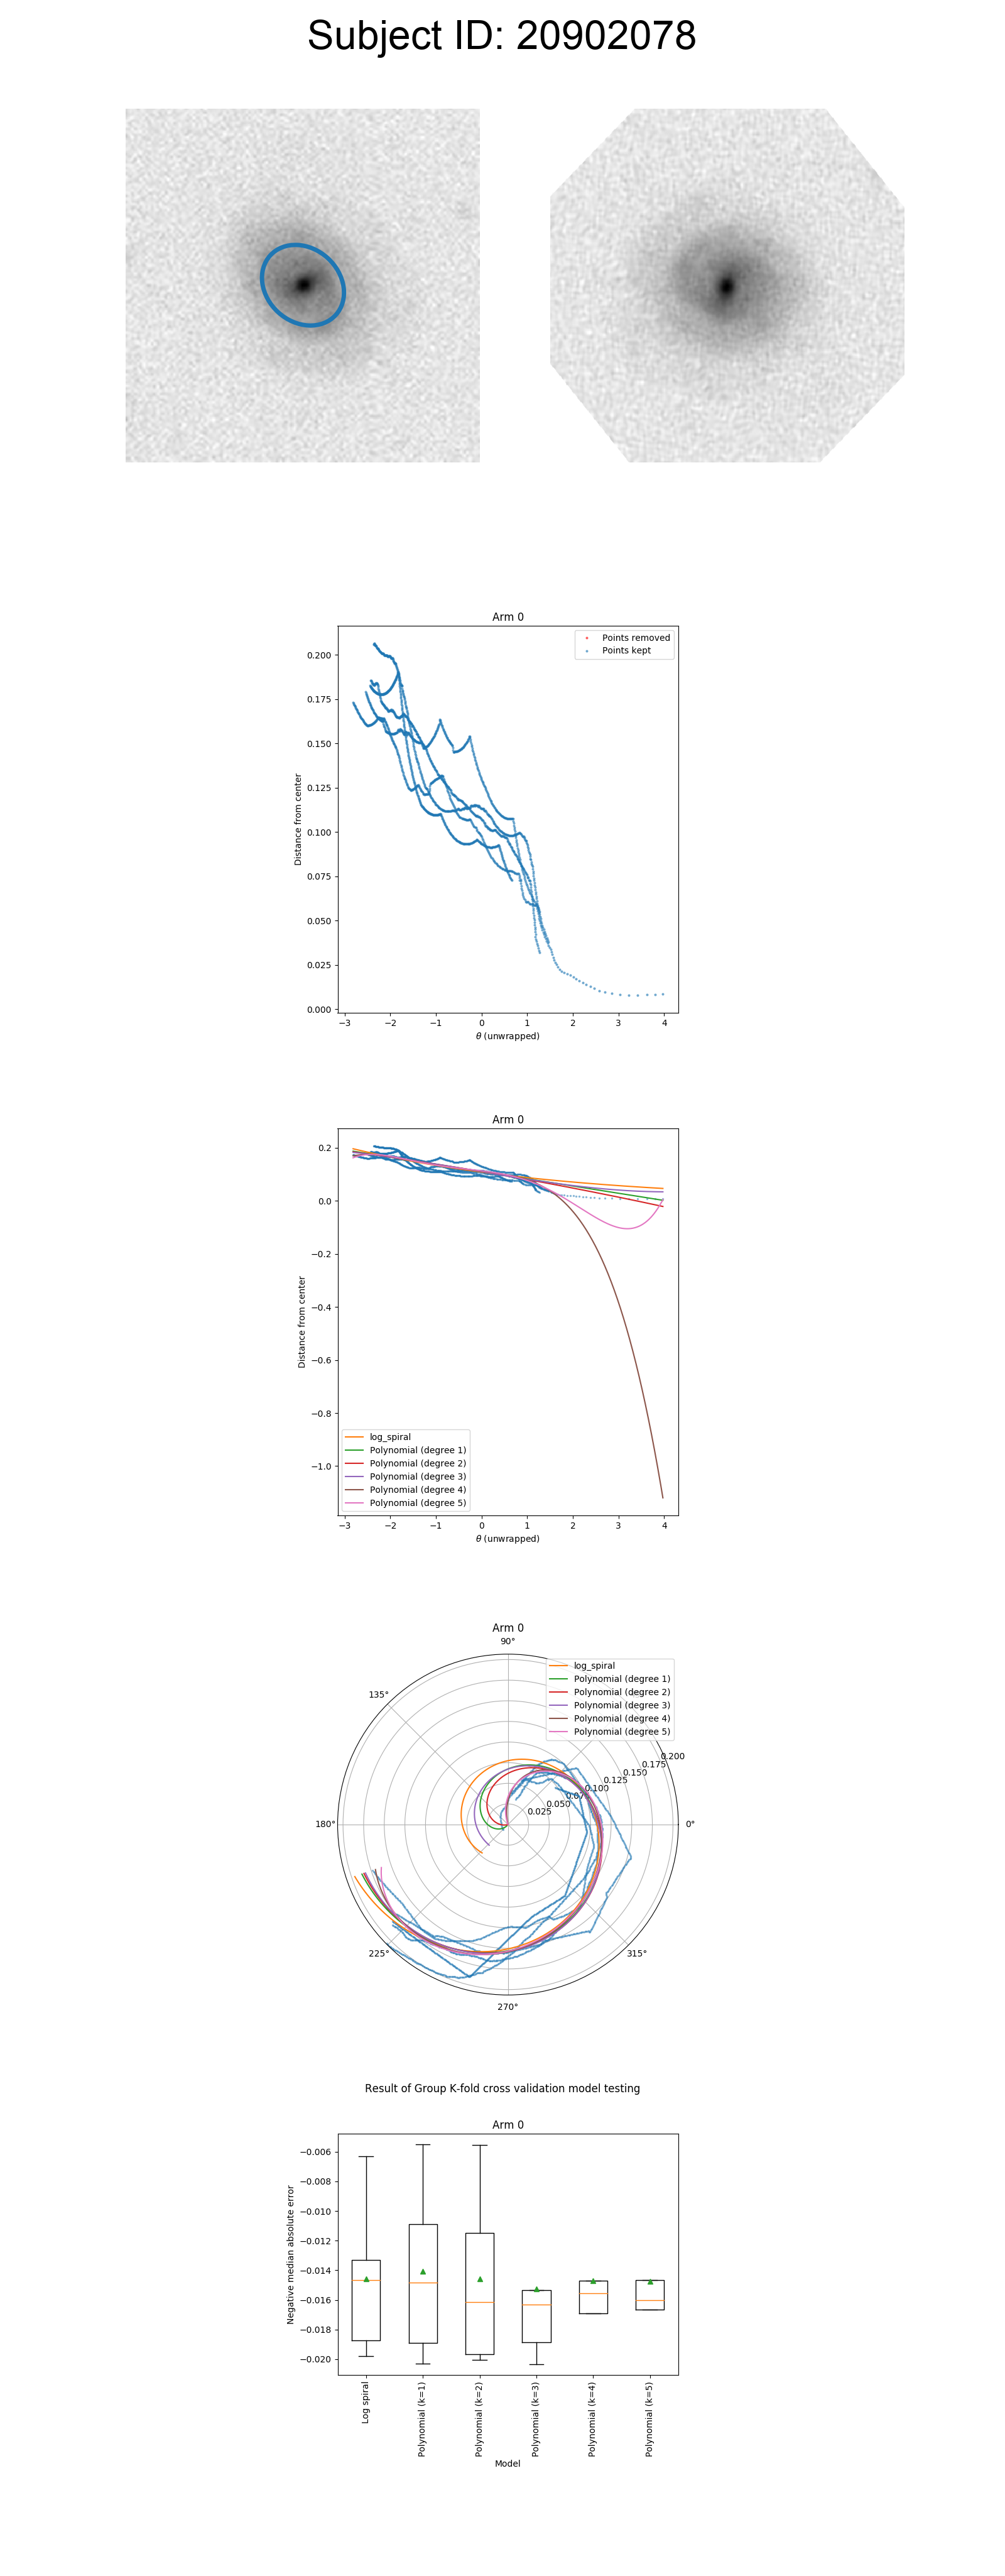 Subject ID: 20902078
Arm 0
Points removed
Points kept
0.200
0.175
0.150
0.125
0.100
0.075
0.050
0.025
0.000
Distance from center
−3 −2 −1 0 1 2 3 4
θ (unwrapped)
Arm 0
0.2
0.0
−0.2
−0.4
−0.6
−0.8
−1.0
Distance from center
log_spiral
Polynomial (degree 1)
Polynomial (degree 2)
Polynomial (degree 3)
Polynomial (degree 4)
Polynomial (degree 5)
−3 −2 −1 0 1 2 3 4
θ (unwrapped)
Arm 0
90°
log_spiral
Polynomial (degree 1)
Polynomial (degree 2)
Polynomial (degree 3)
Polynomial (degree 4)
Polynomial (degree 5)
135°
0.200
0.175
0.150
0.125
0.100
0.050
0.025
180°
0°
225°
315°
270°
Result of Group K-fold cross validation model testing
Arm 0
−0.006
−0.008
−0.010
−0.012
−0.014
−0.016
−0.018
−0.020
Negative median absolute error
Log spiral
Polynomial (k=1)
Polynomial (k=2)
Polynomial (k=3)
Polynomial (k=4)
Polynomial (k=5)
Model